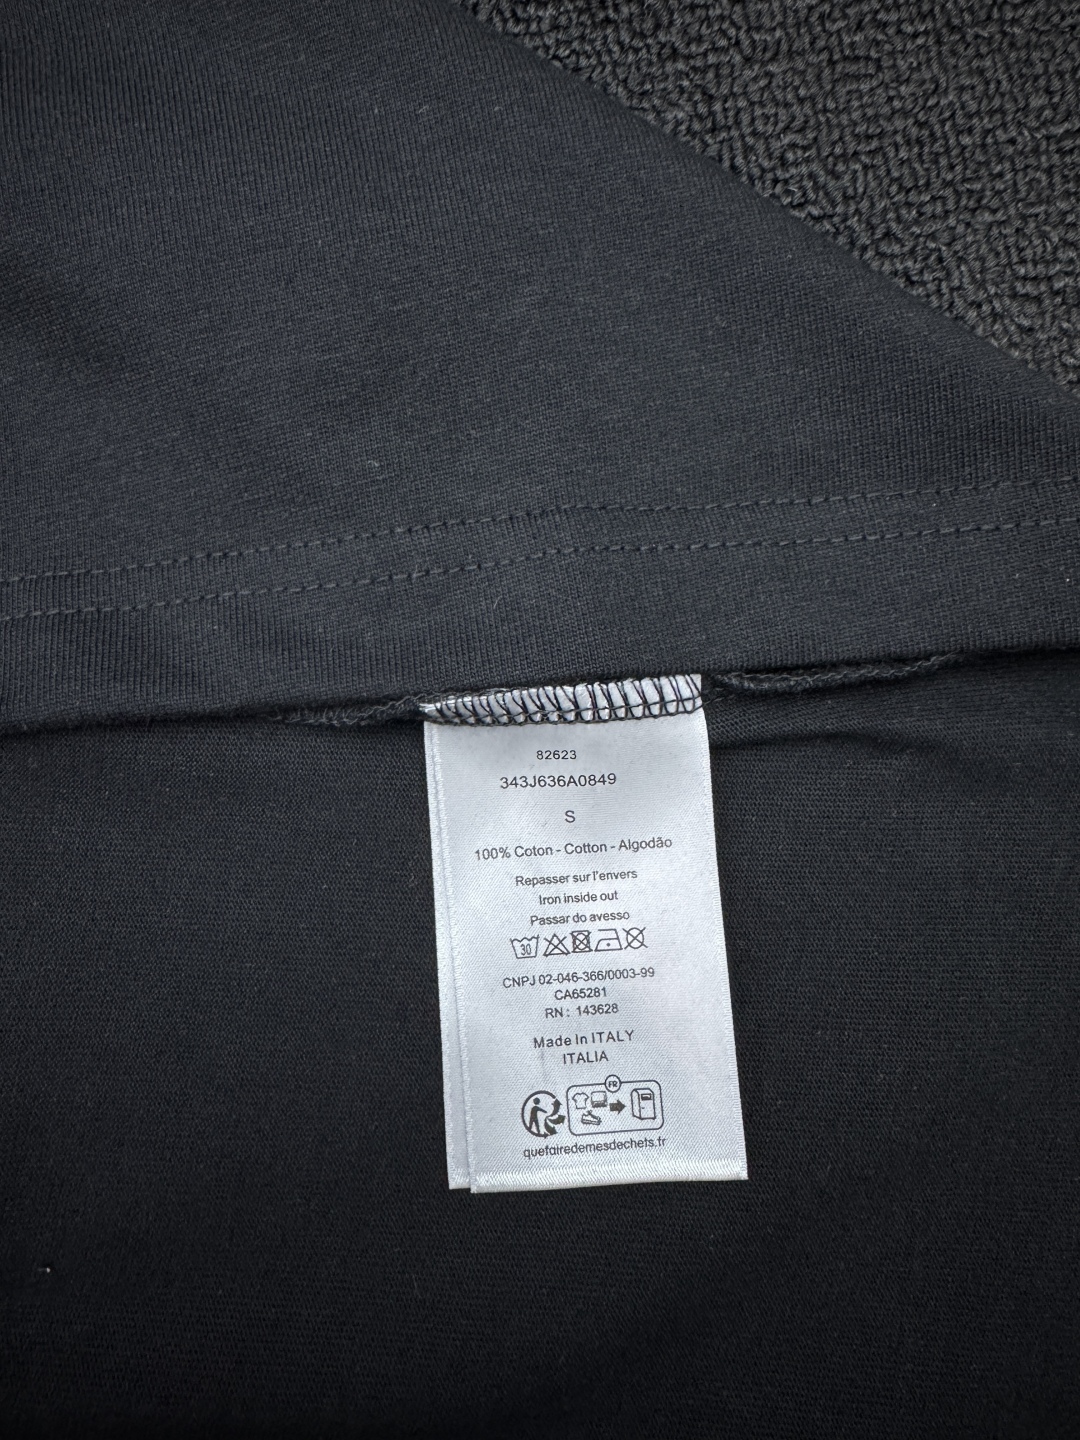 82623
343J636A0849
S
100% Coton - Cotton - Algodão
Repasser sur l'envers
Iron inside out
Passar do avesso
30
CNPJ 02-046-366/0003-99
CA65281
RN : 143628
Made In ITALY
ITALIA
FR
quefairedemesdechets.fr